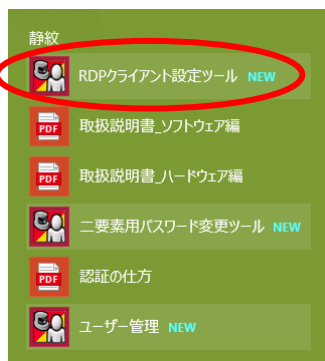 静紋
RDPクライアント設定ツール NEW
PDF 取扱説明書_ソフトウェア編
PDF 取扱説明書_ハードウェア編
二要素用パスワード変更ツール NEW
PDF 認証の仕方
ユーザー管理 NEW